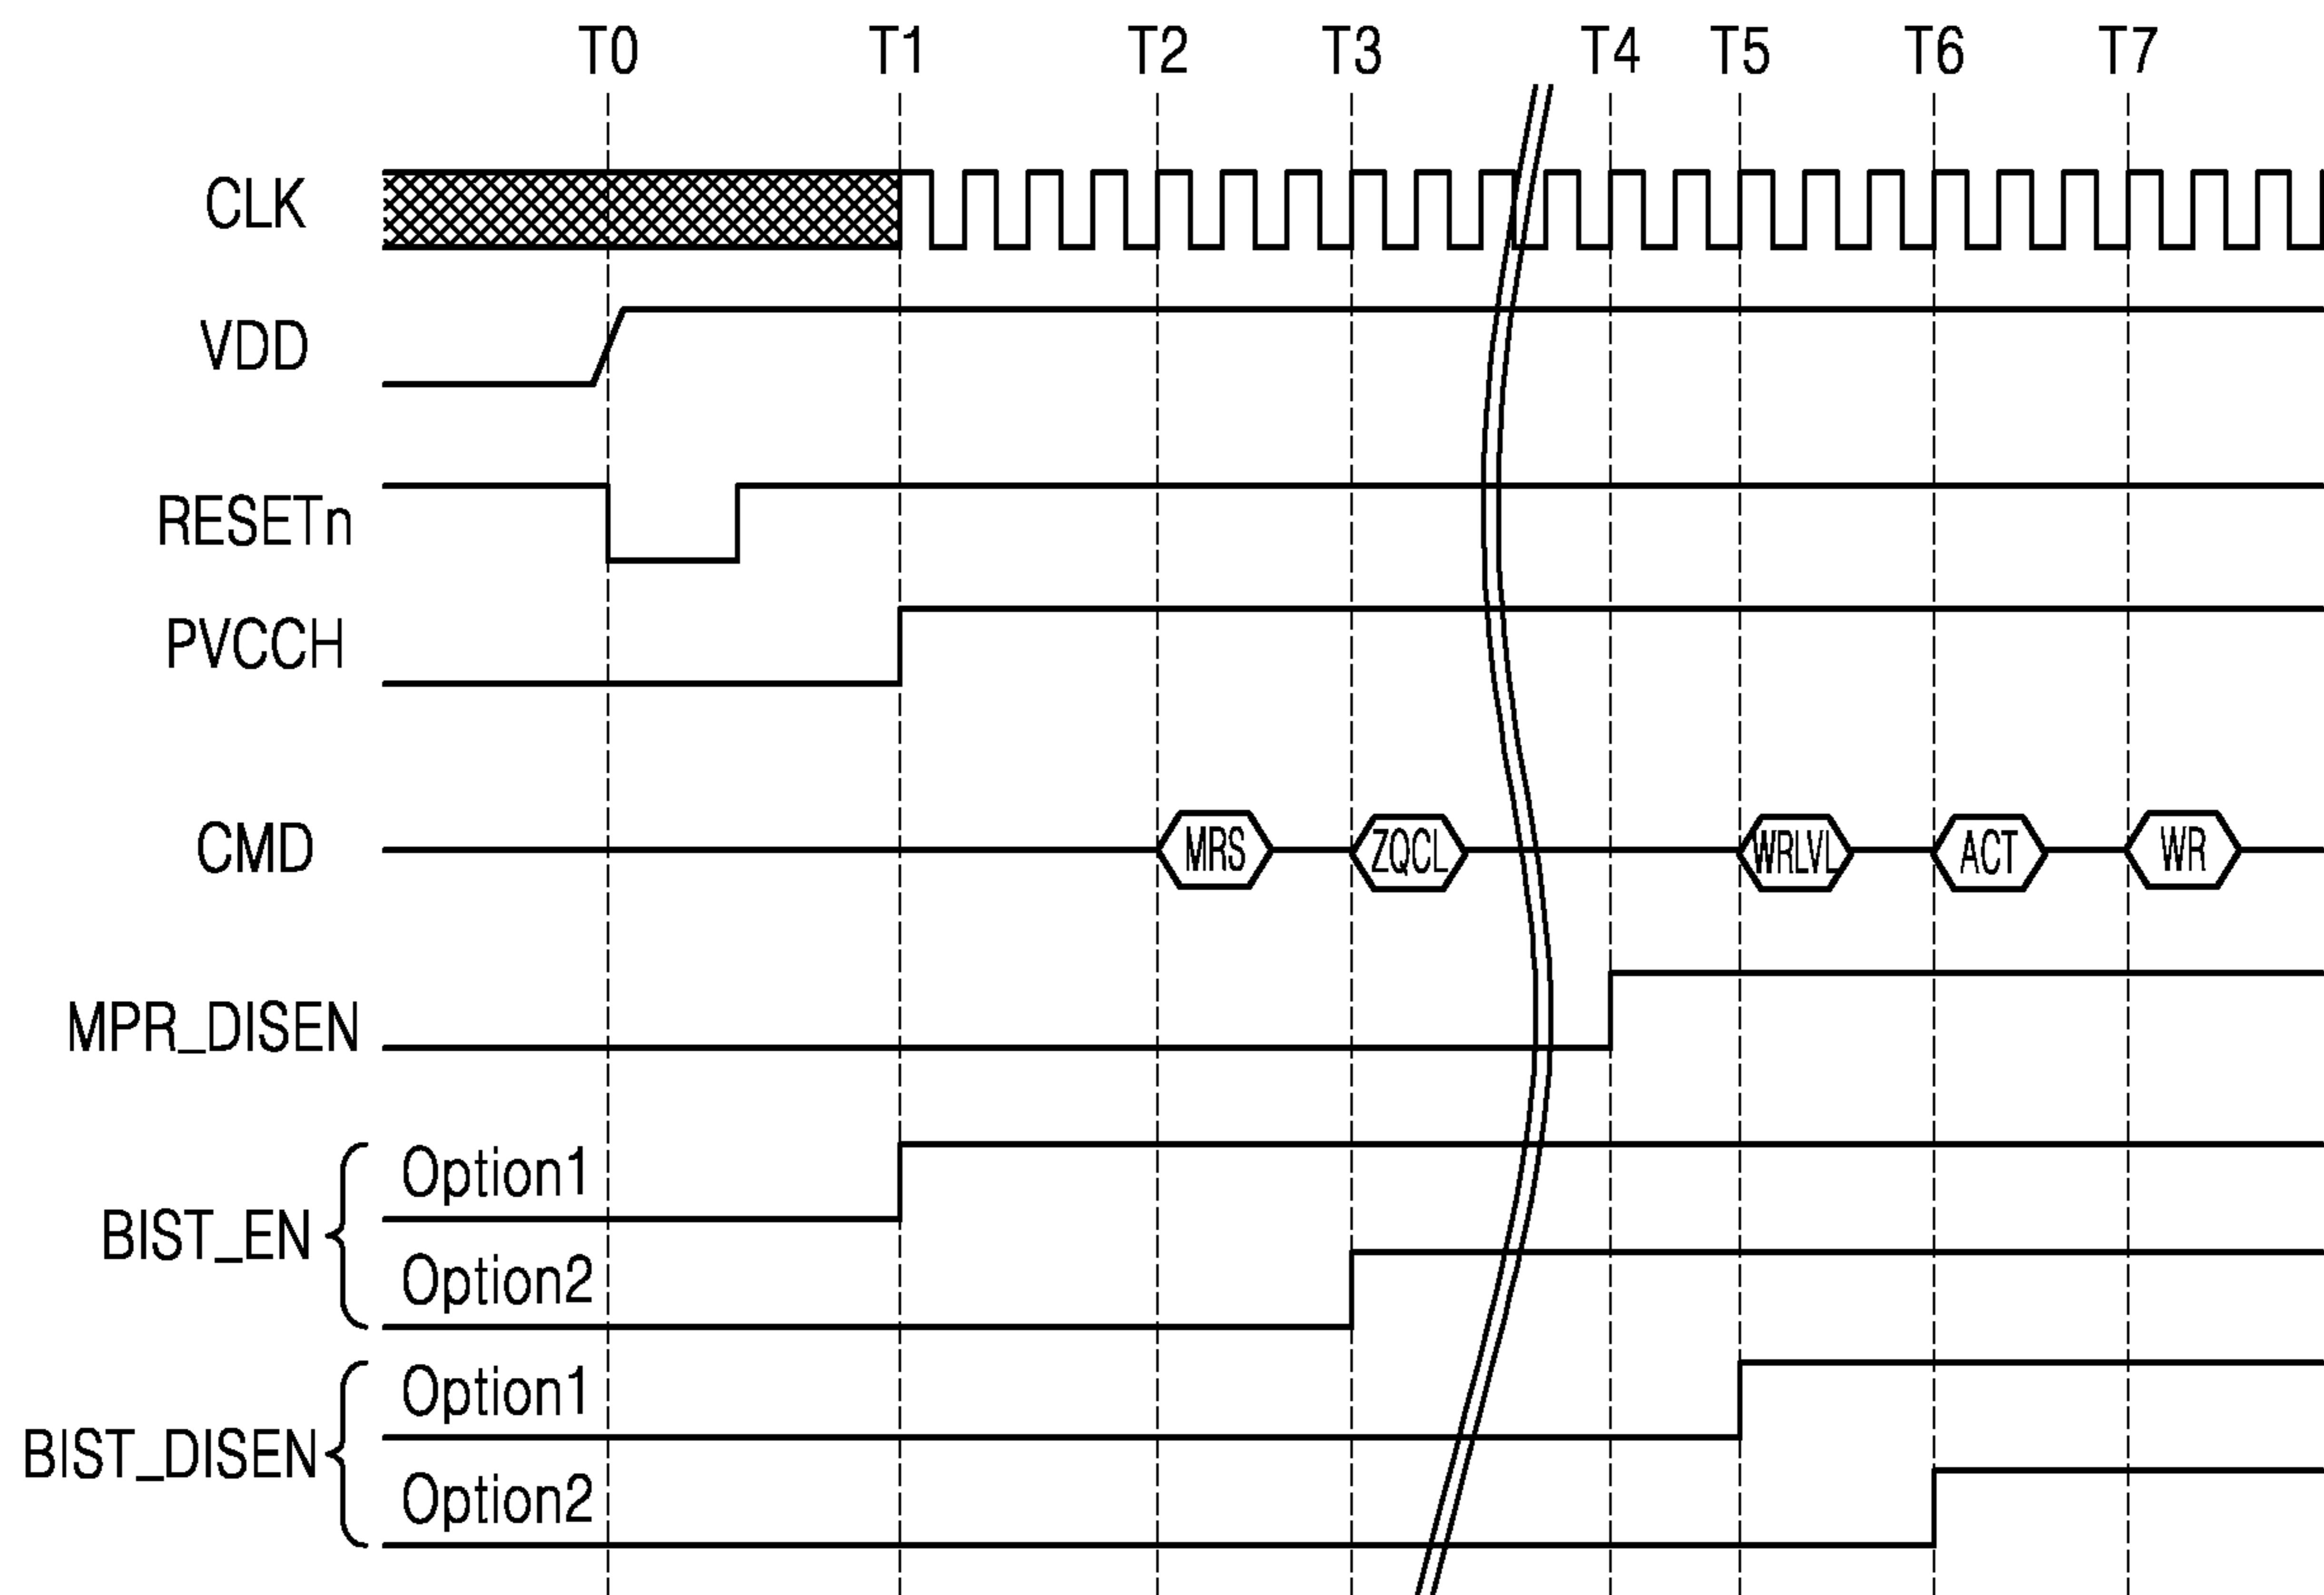 T0 T1 T2 T3 T4 T5 T6 T7
CLK
VDD
RESETn
PVCCH
CMD MRS ZQCL WRLVL ACT WR
MPR_DISEN
BIST_EN
Option1
Option2
BIST_DISEN
Option1
Option2